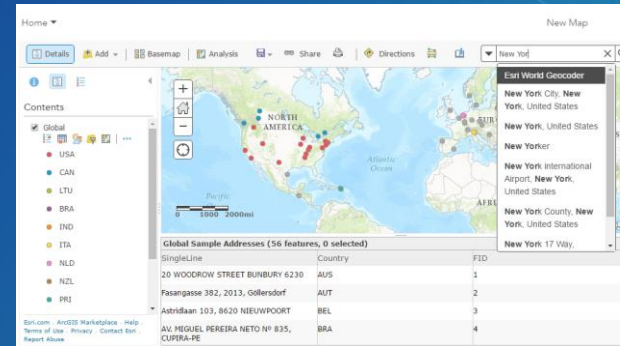 Home
New Map
Details Add Basemap Analysis Share Directions New Yor X
Esri World Geocoder
New York City, New
York, United States
New York, United States
New Yorker
New York International
Airport, New York,
United States
New York County, New
York, United States
New York 17 Way,
Contents
Global
USA
CAN
LTU
BRA
IND
ITA
NLD
NZL
PRI
Esri.com . ArcGIS Marketplace . Help .
Terms of Use . Privacy . Contact Esri .
Report Abuse
NORTH
AMERICA
Atlantic
Ocean
EUR
AFR
Pacific
0 1000 2000mi
Global Sample Addresses (56 features, 0 selected)
SingleLine Country FID
20 WOODROW STREET BUNBURY 6230 AUS 1
Fasangasse 382, 2013, Göllersdorf AUT 2
Astridlaan 103, 8620 NIEUWPOORT BEL 3
AV. MIGUEL PEREIRA NETO Nº 835, BRA 4
CUPIRA-PE